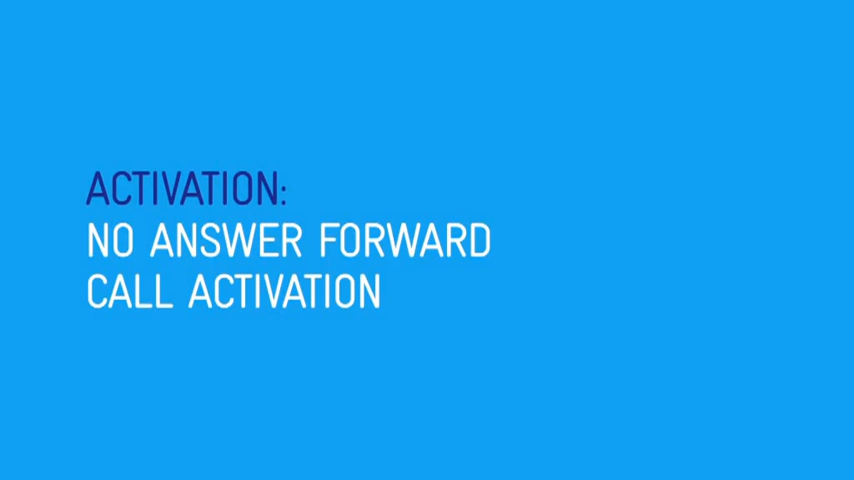 ACTIVATION:
NO ANSWER FORWARD
CALL ACTIVATION